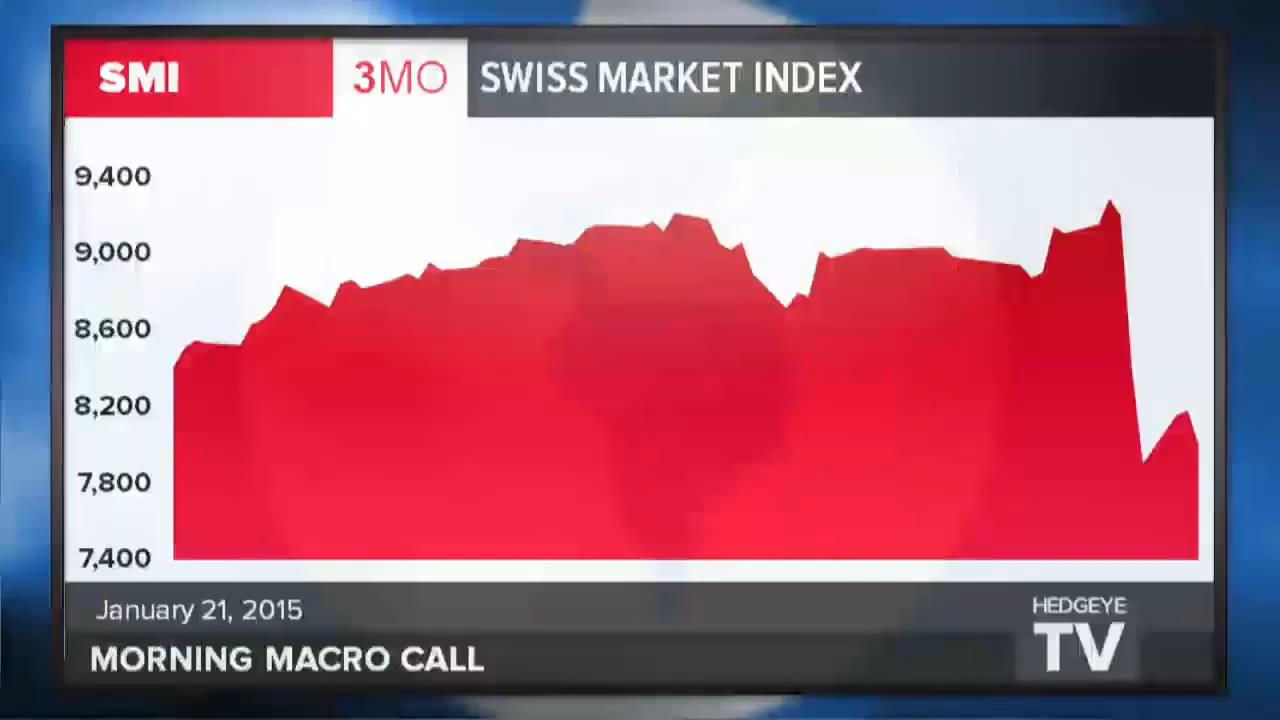 SMI 3MO SWISS MARKET INDEX
9,400
9,000
8,600
8,200
7,800
7,400
January 21, 2015
MORNING MACRO CALL
HEDGEYE
TV